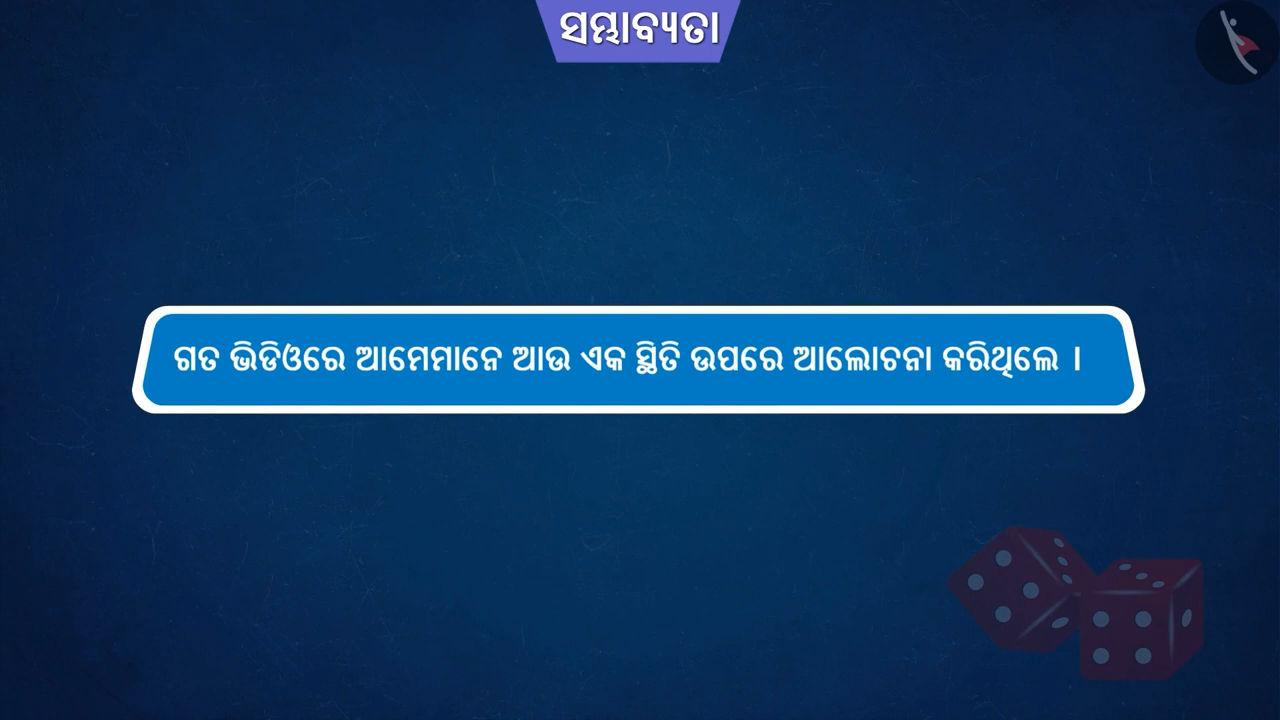 ସମ୍ଭାବ୍ୟତା
ଗତ ଭିଡିଓରେ ଆମେମାନେ ଆଉ ଏକ ସ୍ଥିତି ଉପରେ ଆଲୋଚନା କରିଥିଲେ ।